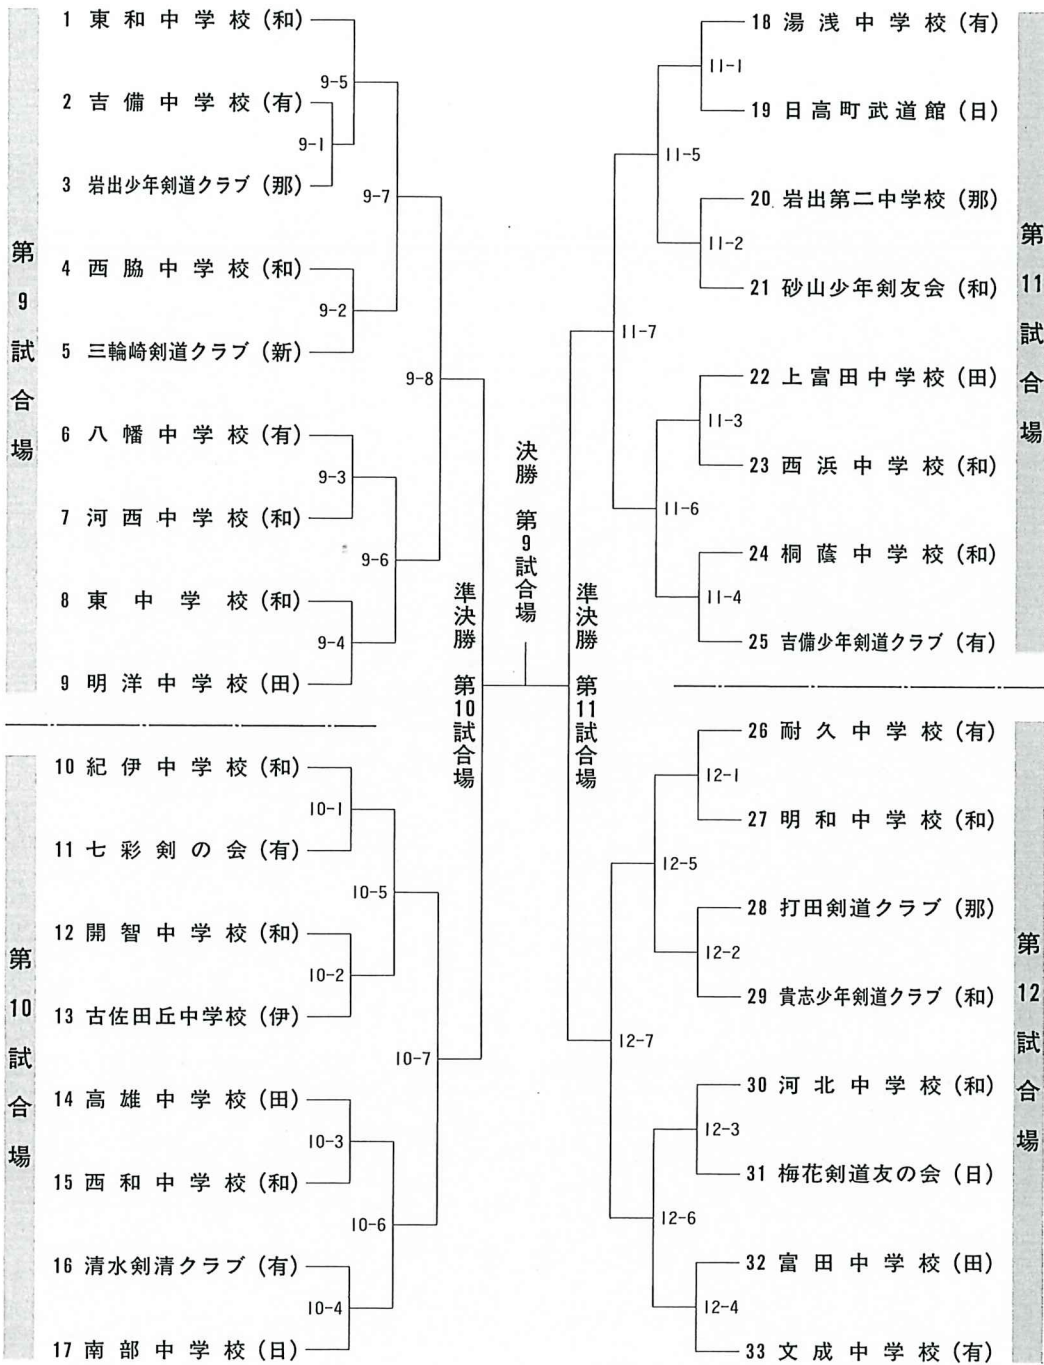 第9試合場
1 東和中学校(和)
2 吉備中学校(有)
3 岩出少年剣道クラブ(那)
4 西脇中学校(和)
5 三輪崎剣道クラブ(新)
6 八幡中学校(有)
7 河西中学校(和)
8 東中学校(和)
9 明洋中学校(田)
9-1
9-2
9-3
9-4
9-5
9-6
9-7
9-8
第10試合場
10 紀伊中学校(和)
11 七彩剣の会(有)
12 開智中学校(和)
13 古佐田丘中学校(伊)
14 高雄中学校(田)
15 西和中学校(和)
16 清水剣清クラブ(有)
17 南部中学校(日)
10-1
10-2
10-3
10-4
10-5
10-6
10-7
準決勝 第10試合場
決勝 第9試合場
準決勝 第11試合場
第11試合場
18 湯浅中学校(有)
19 日高町武道館(日)
20 岩出第二中学校(那)
21 砂山少年剣友会(和)
22 上富田中学校(田)
23 西浜中学校(和)
24 桐蔭中学校(和)
25 吉備少年剣道クラブ(有)
11-1
11-2
11-3
11-4
11-5
11-6
11-7
第12試合場
26 耐久中学校(有)
27 明和中学校(和)
28 打田剣道クラブ(那)
29 貴志少年剣道クラブ(和)
30 河北中学校(和)
31 梅花剣道友の会(日)
32 富田中学校(田)
33 文成中学校(有)
12-1
12-2
12-3
12-4
12-5
12-6
12-7